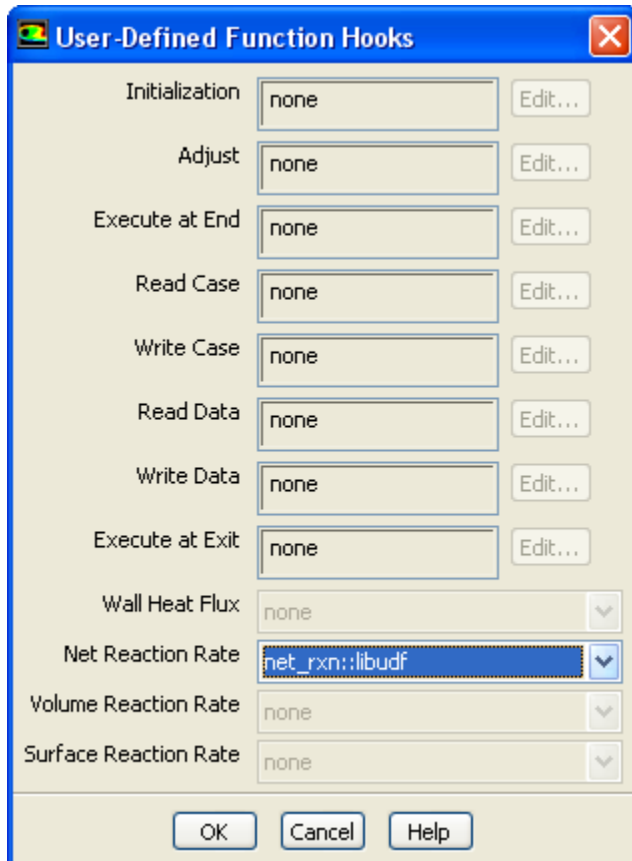 User-Defined Function Hooks
Initialization none Edit...
Adjust none Edit...
Execute at End none Edit...
Read Case none Edit...
Write Case none Edit...
Read Data none Edit...
Write Data none Edit...
Execute at Exit none Edit...
Wall Heat Flux none
Net Reaction Rate net_rxn::libudf
Volume Reaction Rate none
Surface Reaction Rate none
OK Cancel Help